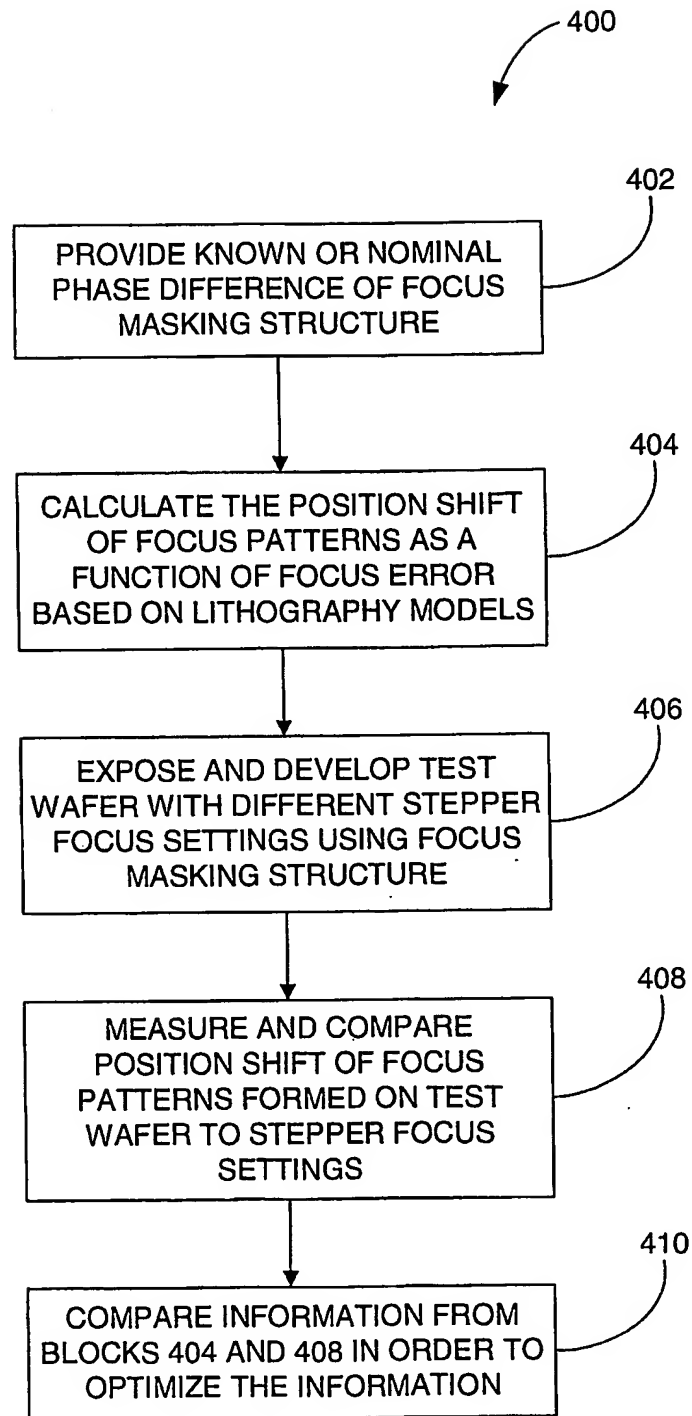 400
402
PROVIDE KNOWN OR NOMINAL
PHASE DIFFERENCE OF FOCUS
MASKING STRUCTURE
404
CALCULATE THE POSITION SHIFT
OF FOCUS PATTERNS AS A
FUNCTION OF FOCUS ERROR
BASED ON LITHOGRAPHY MODELS
406
EXPOSE AND DEVELOP TEST
WAFER WITH DIFFERENT STEPPER
FOCUS SETTINGS USING FOCUS
MASKING STRUCTURE
408
MEASURE AND COMPARE
POSITION SHIFT OF FOCUS
PATTERNS FORMED ON TEST
WAFER TO STEPPER FOCUS
SETTINGS
410
COMPARE INFORMATION FROM
BLOCKS 404 AND 408 IN ORDER TO
OPTIMIZE THE INFORMATION